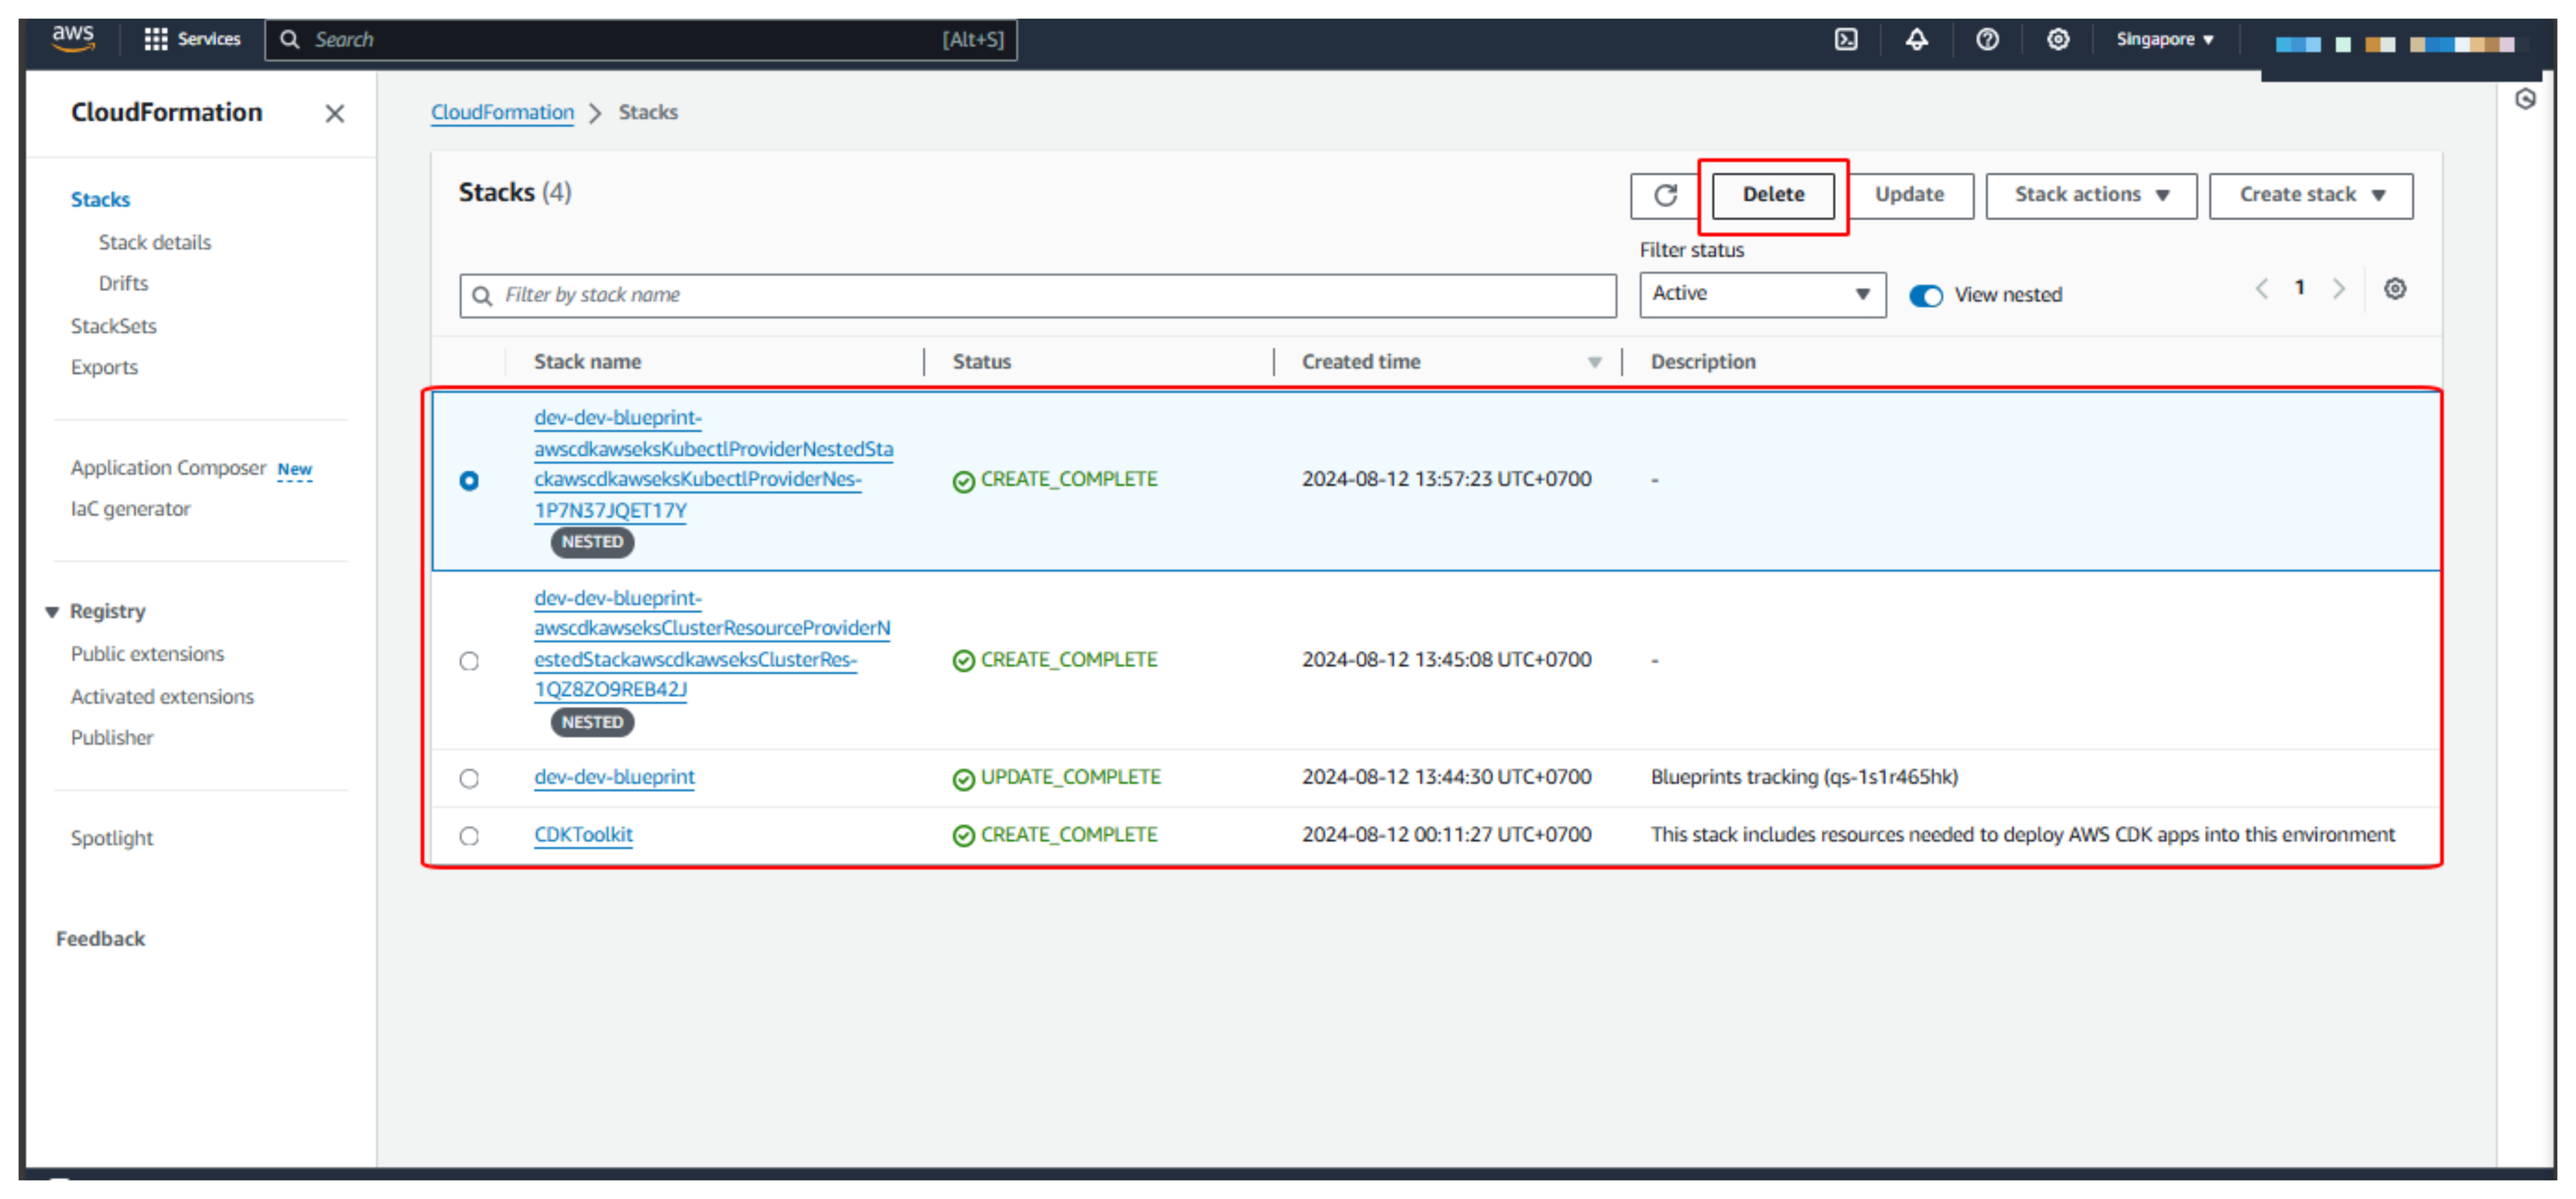 aws Services Search [Alt+S] Singapore ▼
CloudFormation
CloudFormation > Stacks
Stacks
Stack details
Drifts
StackSets
Exports
Application Composer New
IaC generator
Registry
Public extensions
Activated extensions
Publisher
Spotlight
Feedback
Stacks (4)
Delete Update Stack actions ▼ Create stack ▼
Filter status
Filter by stack name Active ▼ View nested < 1 >
Stack name Status Created time Description
dev-dev-blueprint-
awscdkawseksKubectlProviderNestedSta
ckawscdkawseksKubectlProviderNes-
1P7N37JQET17Y
NESTED
CREATE_COMPLETE 2024-08-12 13:57:23 UTC+0700 -
dev-dev-blueprint-
awscdkawseksClusterResourceProviderN
estedStackawscdkawseksClusterRes-
1QZ8ZO9REB42J
NESTED
CREATE_COMPLETE 2024-08-12 13:45:08 UTC+0700 -
dev-dev-blueprint UPDATE_COMPLETE 2024-08-12 13:44:30 UTC+0700 Blueprints tracking (qs-1s1r465hk)
CDKToolkit CREATE_COMPLETE 2024-08-12 00:11:27 UTC+0700 This stack includes resources needed to deploy AWS CDK apps into this environment